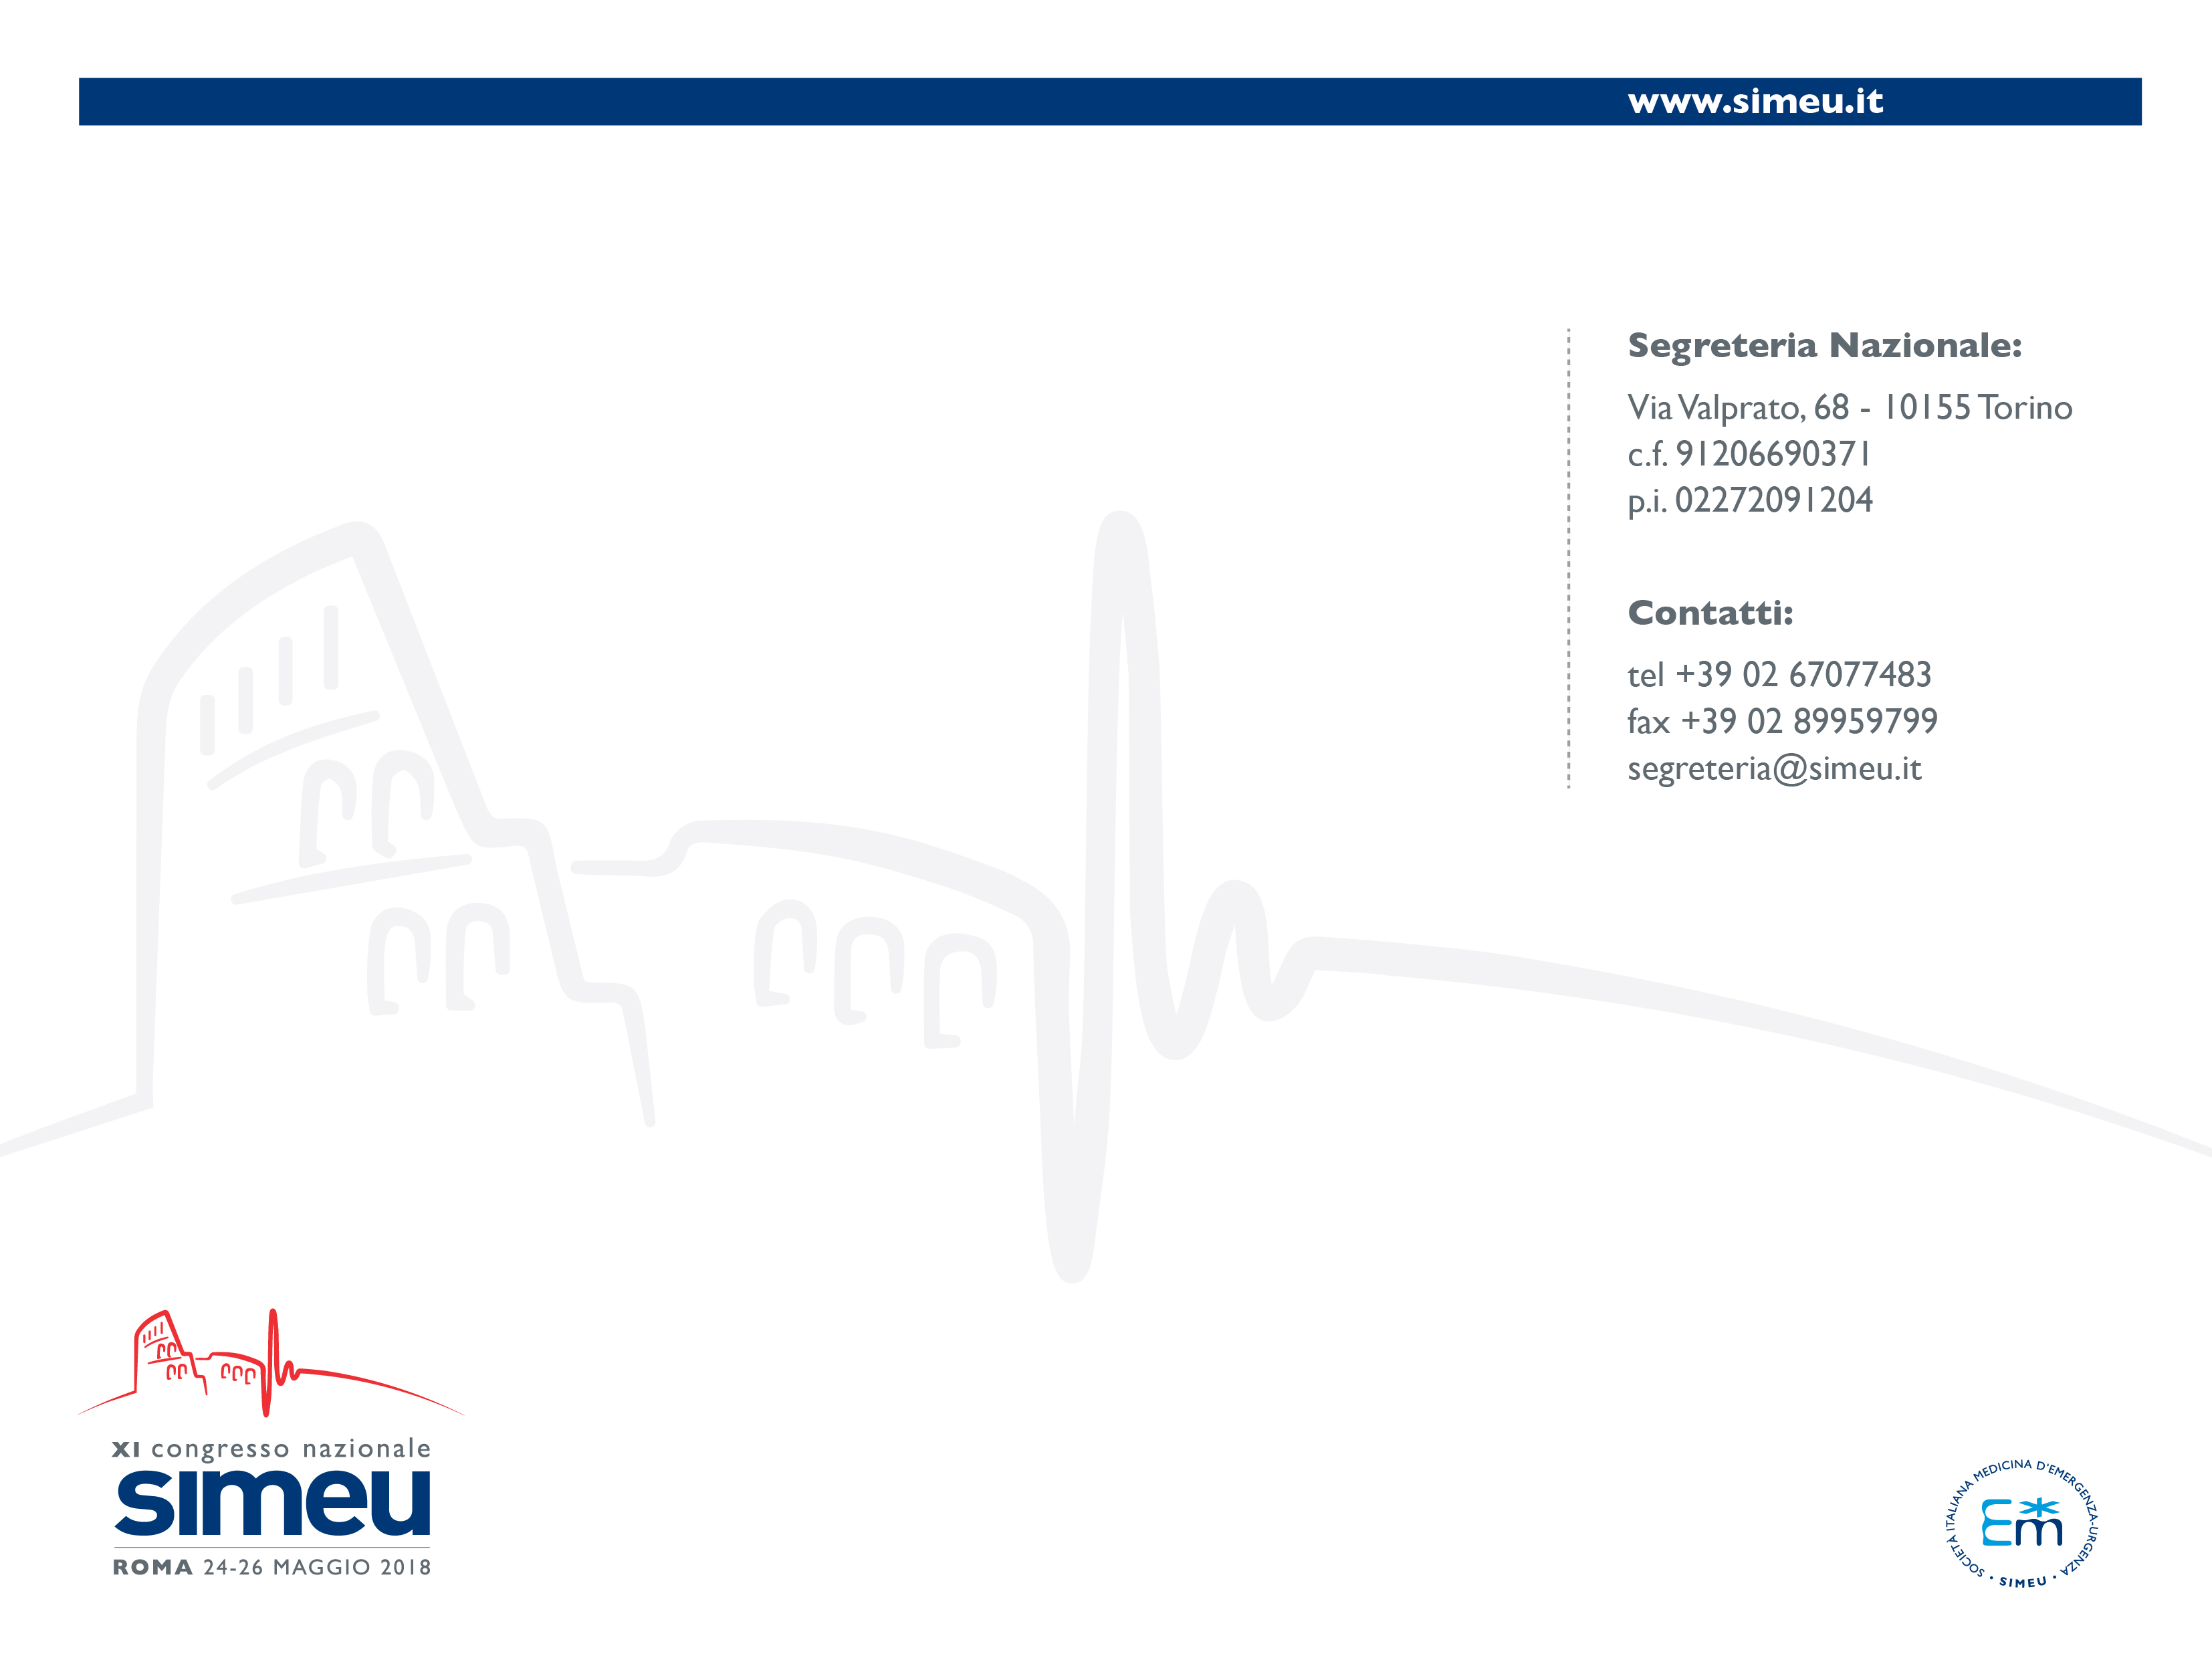 www.simeu.it
Segreteria Nazionale:
Via Valprato, 68 - 10155 Torino
c.f. 91206690371
p.i. 02272091204
Contatti:
tel +39 02 67077483
fax +39 02 89959799
segreteria@simeu.it
XI congresso nazionale
simeu
ROMA 24-26 MAGGIO 2018
SOCIETÀ ITALIANA MEDICINA D'EMERGENZA-URGENZA
Em
• SIMEU •